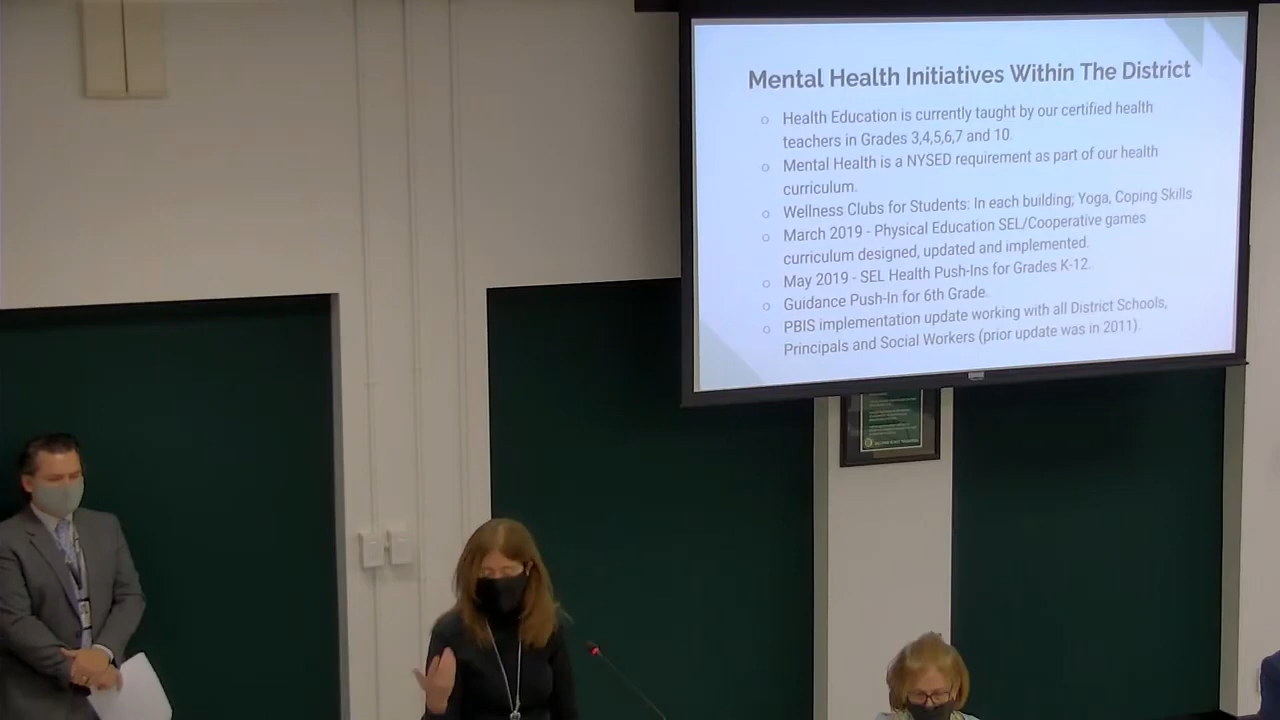 Mental Health Initiatives Within The District
Health Education is currently taught by our certified health
teachers in Grades 3,4,5,6,7 and 10.
Mental Health is a NYSED requirement as part of our health
curriculum.
Wellness Clubs for Students: In each building; Yoga, Coping Skills
March 2019 - Physical Education SEL/Cooperative games
curriculum designed, updated and implemented.
May 2019 - SEL Health Push-Ins for Grades K-12.
Guidance Push-In for 6th Grade.
PBIS implementation update working with all District Schools,
Principals and Social Workers (prior update was in 2011).